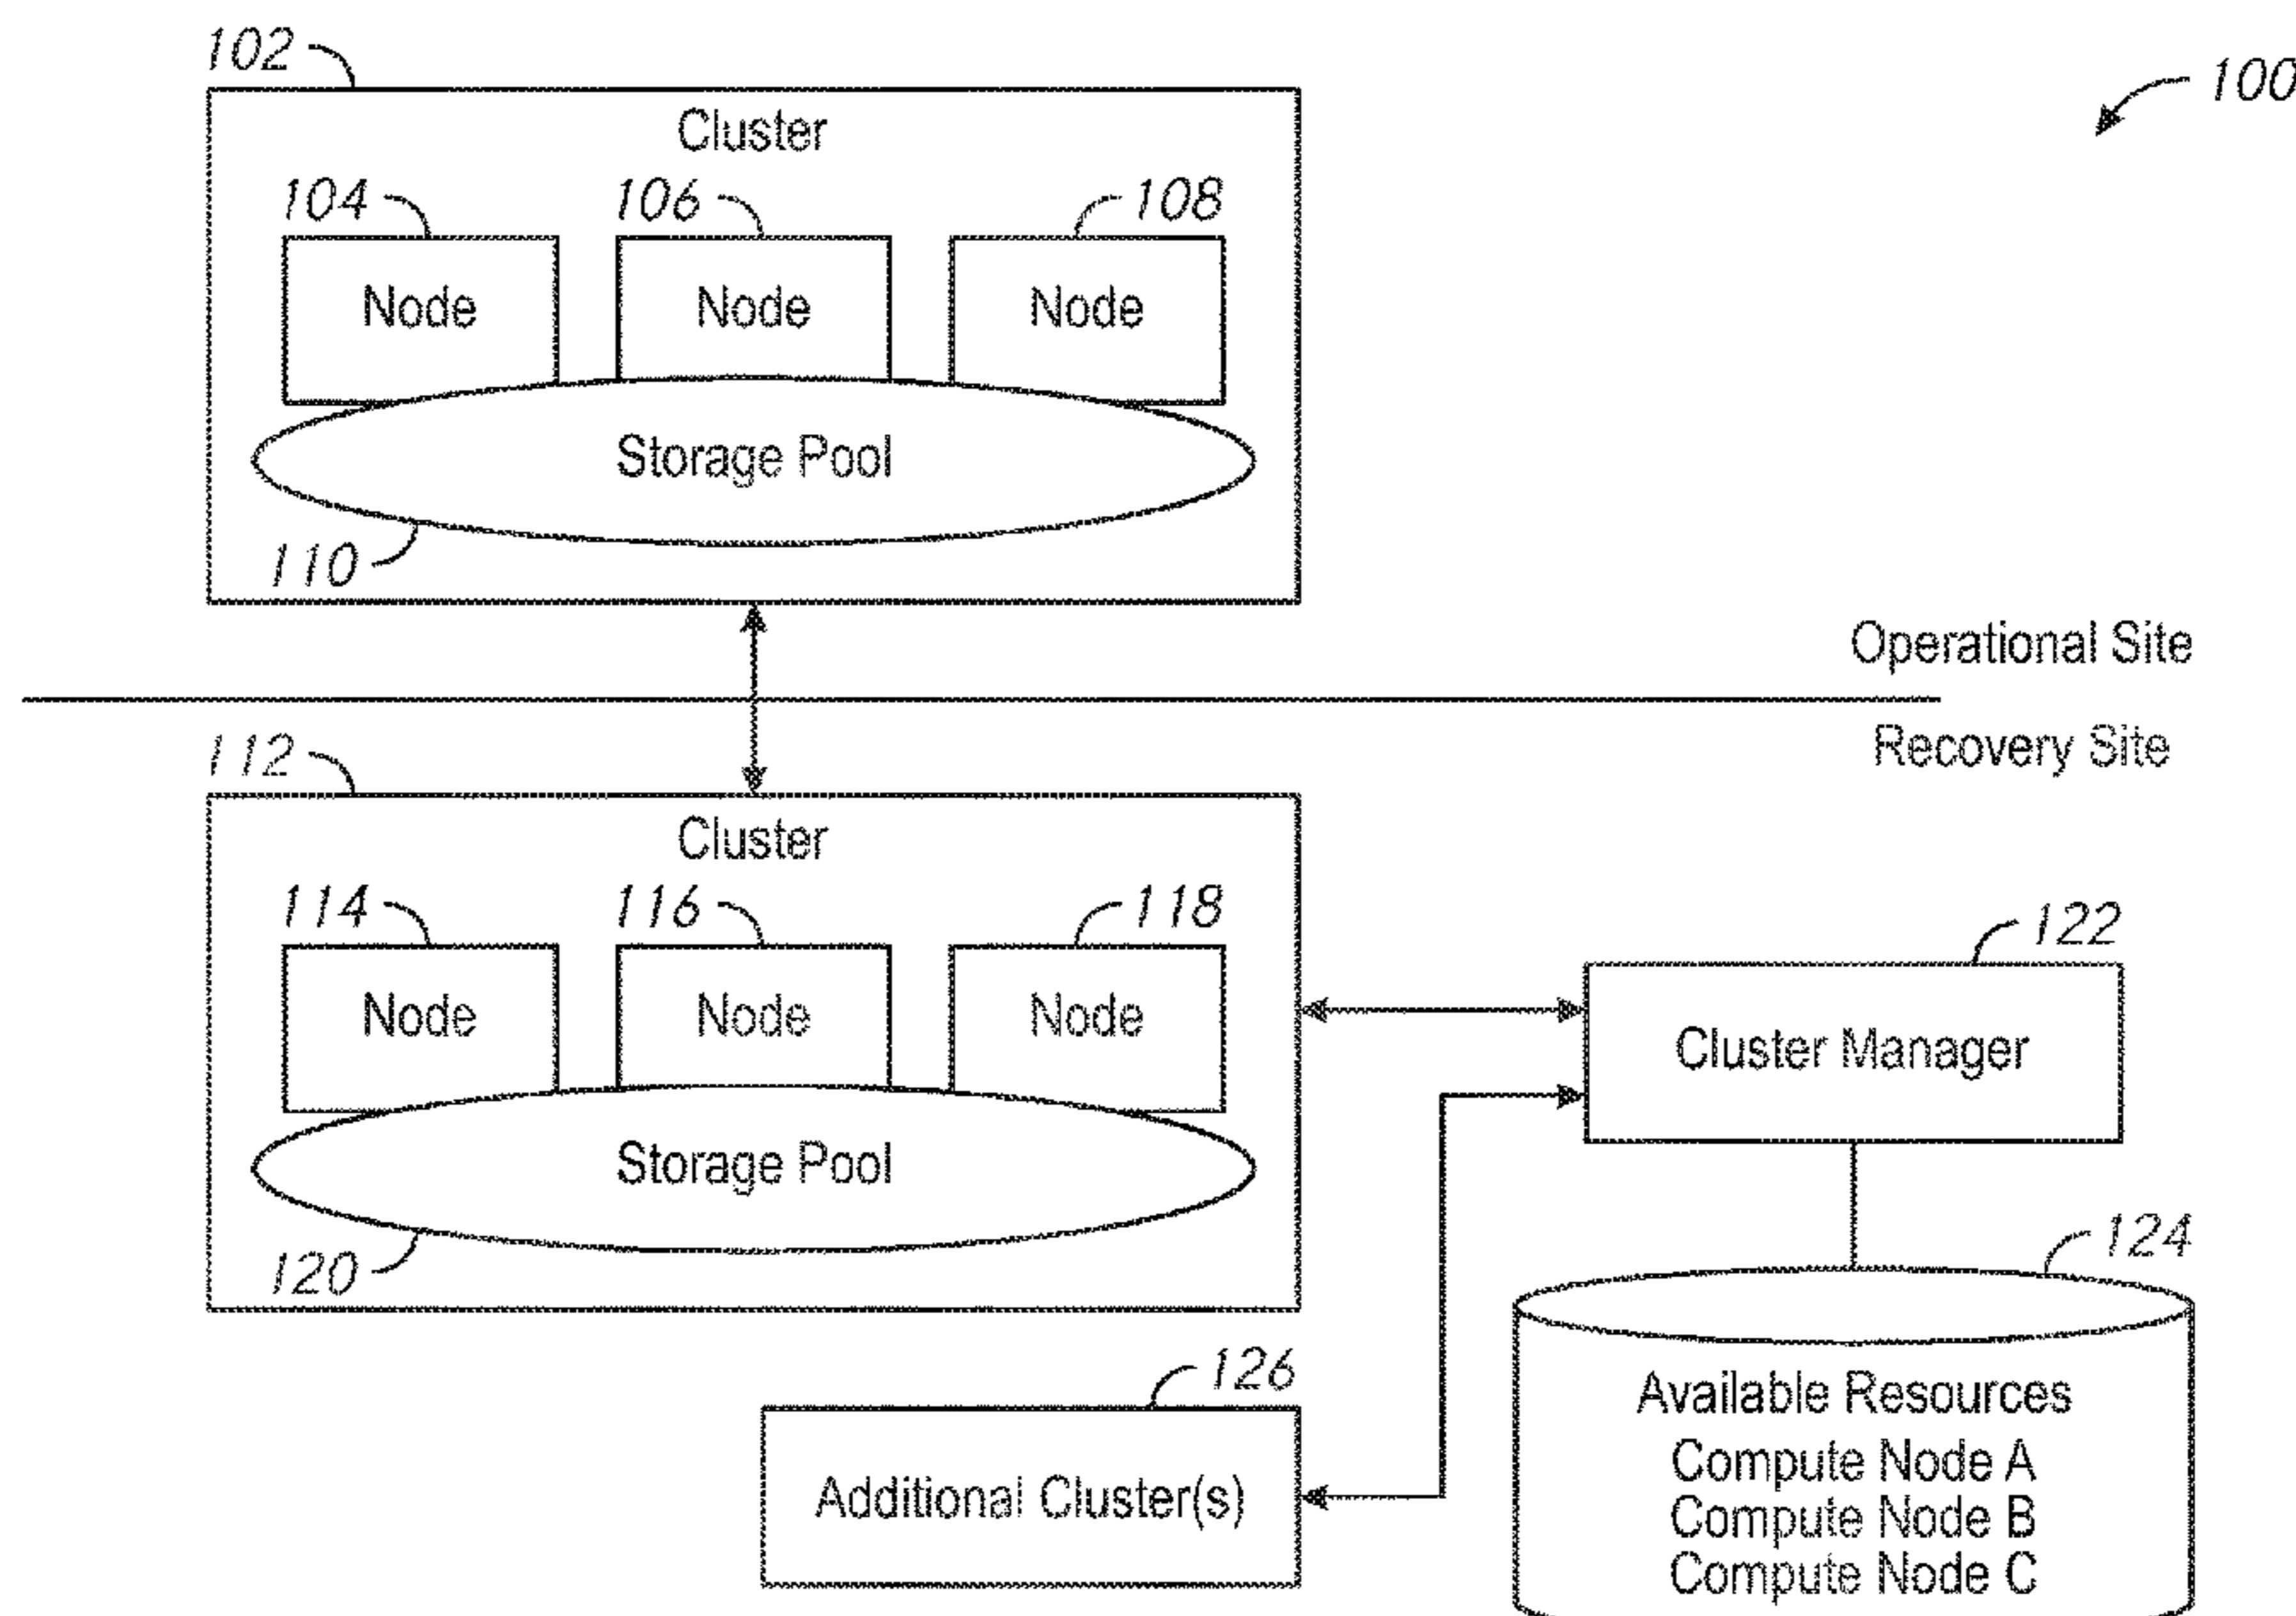 102
100
Cluster
104
106
108
Node
Node
Node
Storage Pool
110
Operational Site
Recovery Site
112
Cluster
114
116
118
122
Node
Node
Node
Cluster Manager
Storage Pool
120
124
126
Available Resources
Additional Cluster(s)
Compute Node A
Compute Node B
Compute Node C